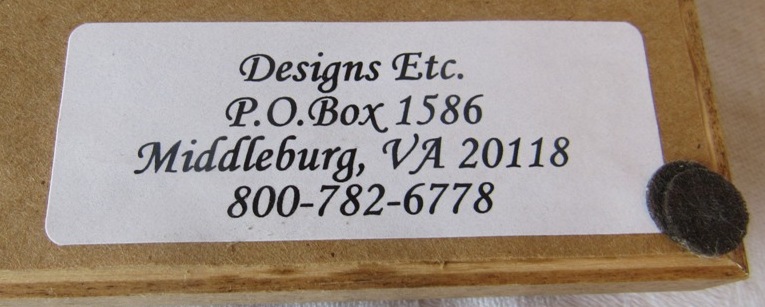 Designs Etc.
P.O.Box 1586
Middleburg, VA 20118
800-782-6778